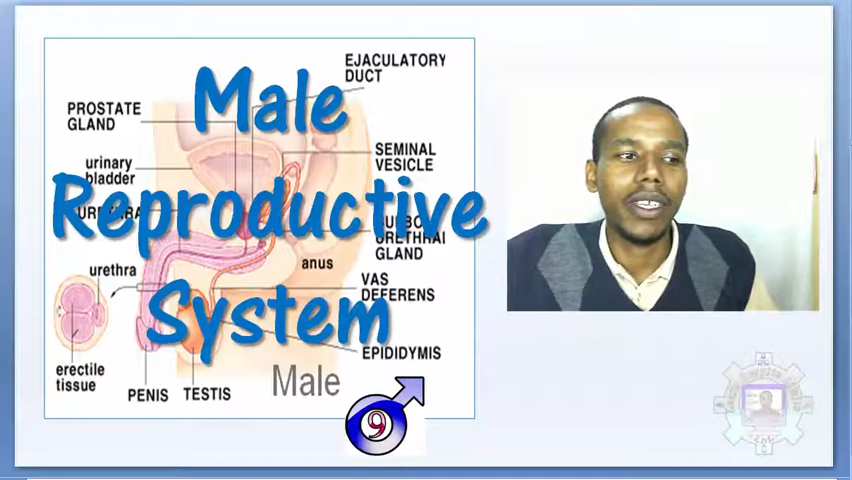 Male
Reproductive
System
EJACULATORY
DUCT
PROSTATE
GLAND
SEMINAL
VESICLE
urinary
bladder
URETHRAL
GLAND
urethra
anus
VAS
DEFERENS
EPIDIDYMIS
erectile
tissue
PENIS
TESTIS
Male
9